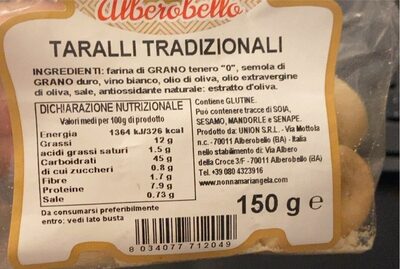 Alberobello
TARALLI TRADIZIONALI
INGREDIENTI: farina di GRANO tenero "0", semola di
GRANO duro, vino bianco, olio di oliva, olio extravergine
di oliva, sale, antiossidante naturale: estratto d'oliva.
DICHIARAZIONE NUTRIZIONALE
Valori medi per 100g di prodotto
Energia 1364 kJ/326 kcal
Grassi 12 g
acidi grassi saturi 1.5 g
Carboidrati 45 g
di cui zuccheri 0.8 g
Fibre 1.7 g
Proteine 7.9 g
Sale 0.73 g
Da consumarsi preferibilmente
entro: vedi lato busta
Contiene GLUTINE.
Può contenere tracce di SOIA,
SESAMO, MANDORLE e SENAPE.
Prodotto da: UNION S.R.L. - Via Mottola
n.c. - 70011 Alberobello (BA) - Italia
nello stabilimento di: Via Albero
della Croce 3/F - 70011 Alberobello (BA)
Tel. +39 080 4323916
www.nonnamariangela.com
150 g e
8 034077 712049